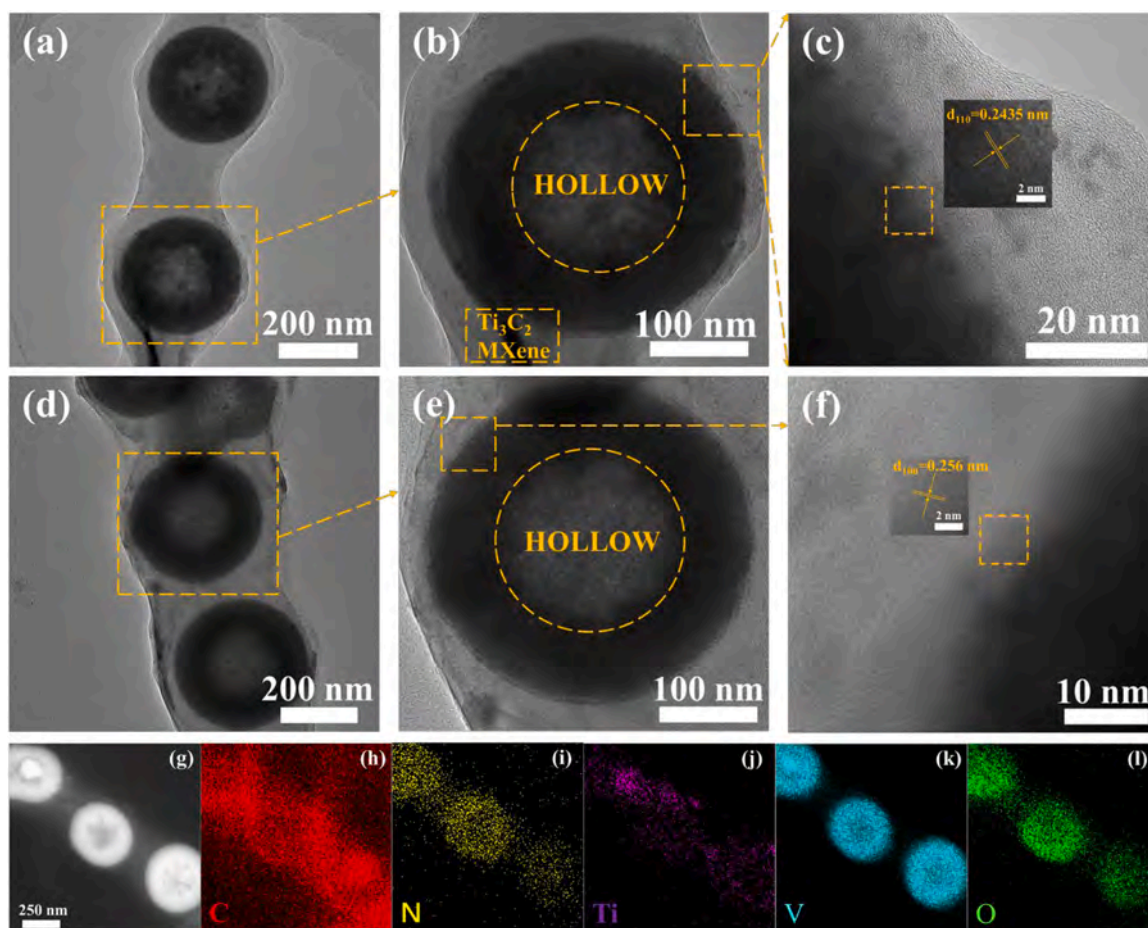 (a)
200 nm
(b)
HOLLOW
Ti₃C₂
MXene
100 nm
(c)
d₁₁₀=0.2435 nm
2 nm
20 nm
(d)
200 nm
(e)
HOLLOW
100 nm
(f)
d₁₀₀=0.256 nm
2 nm
10 nm
(g)
250 nm
(h)
C
(i)
N
(j)
Ti
(k)
V
(l)
O